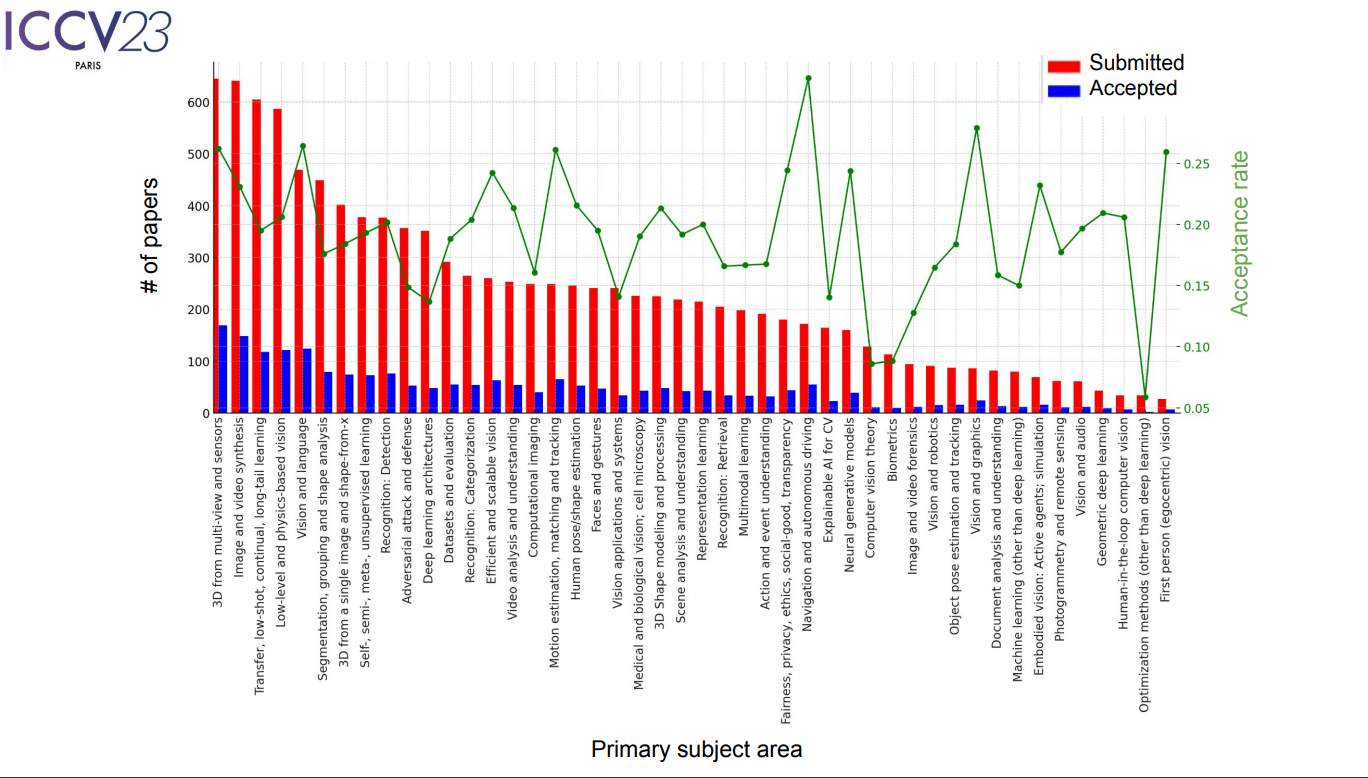 ICCV23
PARIS
Submitted
Accepted
# of papers
600
500
400
300
200
100
0
0.25
0.20
0.15
0.10
0.05
Acceptance rate
3D from multi-view and sensors
Image and video synthesis
Transfer, low-shot, continual, long-tail learning
Low-level and physics-based vision
Vision and language
Segmentation, grouping and shape analysis
3D from a single image and shape-from-x
Self-, semi-, meta-, unsupervised learning
Recognition: Detection
Adversarial attack and defense
Deep learning architectures
Datasets and evaluation
Recognition: Categorization
Efficient and scalable vision
Video analysis and understanding
Computational imaging
Motion estimation, matching and tracking
Human pose/shape estimation
Faces and gestures
Vision applications and systems
Medical and biological vision; cell microscopy
3D Shape modeling and processing
Scene analysis and understanding
Representation learning
Recognition: Retrieval
Multimodal learning
Action and event understanding
Fairness, privacy, ethics, social-good, transparency
Navigation and autonomous driving
Explainable AI for CV
Neural generative models
Computer vision theory
Biometrics
Image and video forensics
Vision and robotics
Object pose estimation and tracking
Vision and graphics
Document analysis and understanding
Machine learning (other than deep learning)
Embodied vision: Active agents; simulation
Photogrammetry and remote sensing
Vision and audio
Geometric deep learning
Human-in-the-loop computer vision
Optimization methods (other than deep learning)
First person (egocentric) vision
Primary subject area